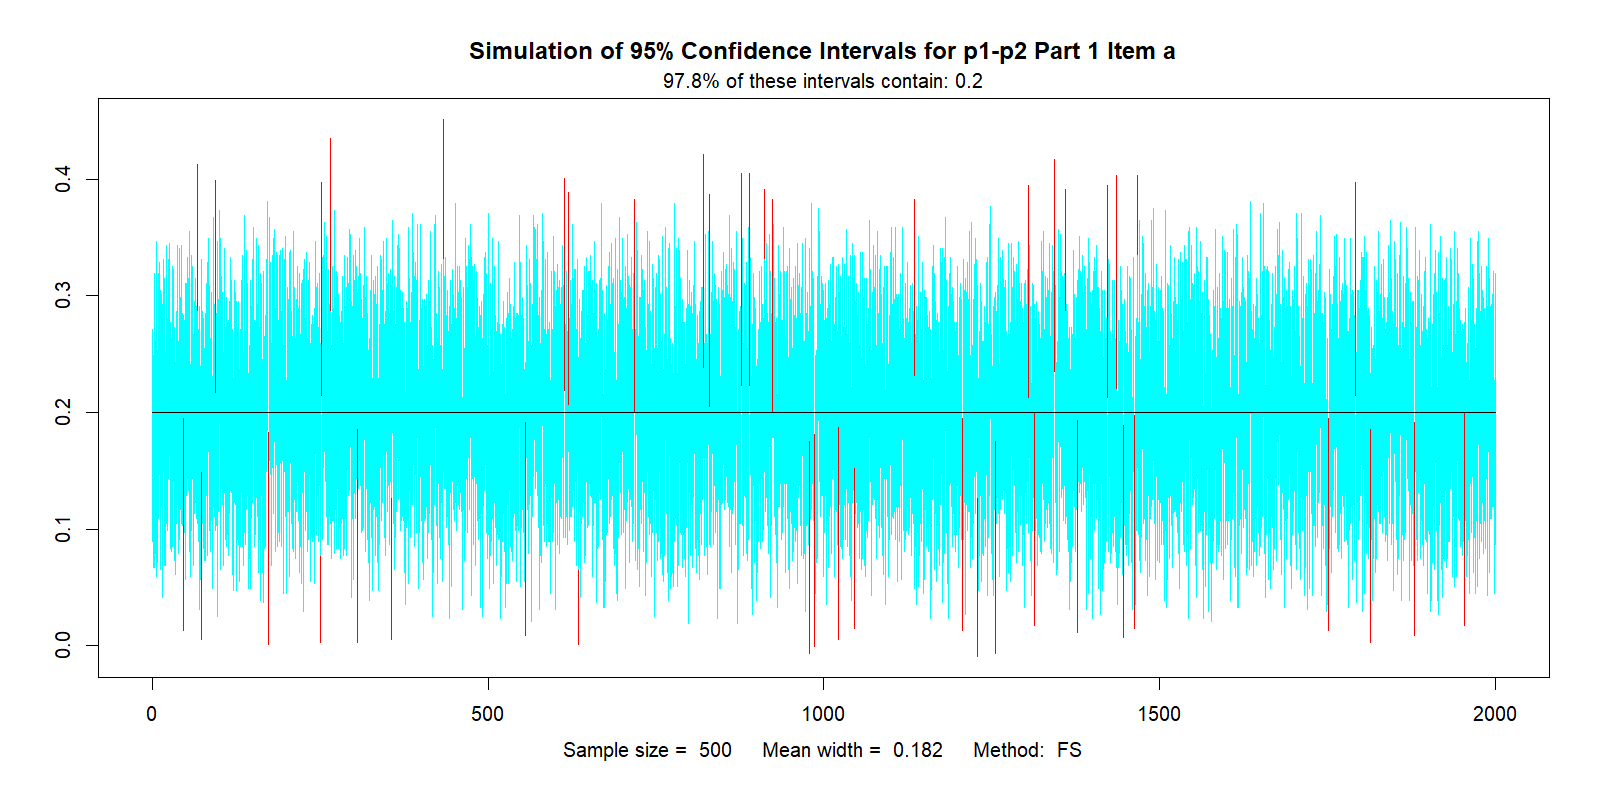 Simulation of 95% Confidence Intervals for p1-p2 Part 1 Item a
97.8% of these intervals contain: 0.2
0.4
0.3
0.2
0.1
0.0
0 500 1000 1500 2000
Sample size = 500 Mean width = 0.182 Method: FS